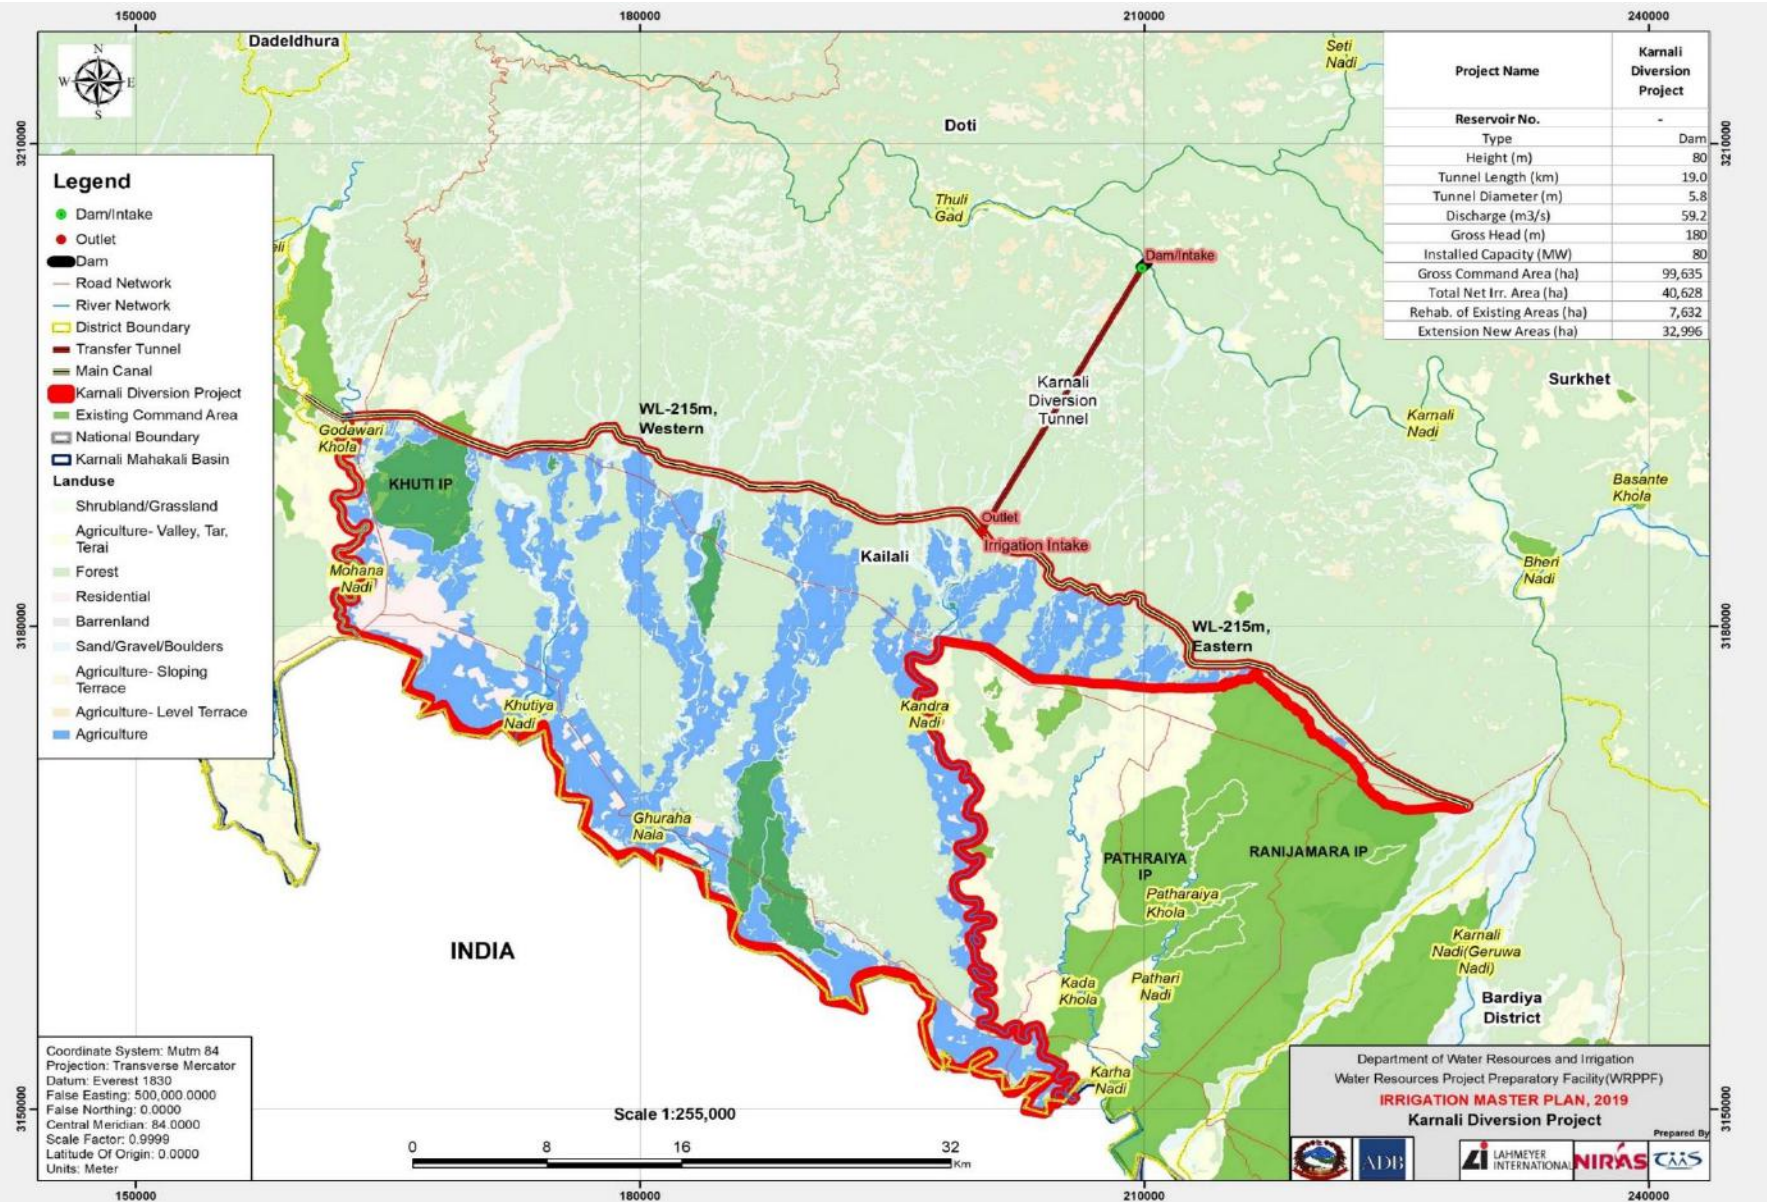 150000
180000
210000
240000
Dadeldhura
N
W
E
S
Seti
Nadi
Doti
Thuli
Gad
Project Name
Karnali
Diversion
Project
Reservoir No. -
Type Dam
Height (m) 80
Tunnel Length (km) 19.0
Tunnel Diameter (m) 5.8
Discharge (m3/s) 59.2
Gross Head (m) 180
Installed Capacity (MW) 80
Gross Command Area (ha) 99,635
Total Net Irr. Area (ha) 40,628
Rehab. of Existing Areas (ha) 7,632
Extension New Areas (ha) 32,996
3210000
3210000
Legend
Dam/Intake
Outlet
Dam
Road Network
River Network
District Boundary
Transfer Tunnel
Main Canal
Karnali Diversion Project
Existing Command Area
National Boundary
Karnali Mahakali Basin
Landuse
Shrubland/Grassland
Agriculture- Valley, Tar,
Terai
Forest
Residential
Barrenland
Sand/Gravel/Boulders
Agriculture- Sloping
Terrace
Agriculture- Level Terrace
Agriculture
Dam/Intake
Karnali
Diversion
Tunnel
Surkhet
Karnali
Nadi
WL-215m,
Western
Godawari
Khola
KHUTI IP
Basante
Khola
Outlet
Irrigation Intake
Kailali
Bheri
Nadi
Mohana
Nadi
3180000
3180000
WL-215m,
Eastern
Khutiya
Nadi
Kandra
Nadi
Ghuraha
Nala
PATHRAIYA
IP
RANIJAMARA IP
Patharaiya
Khola
INDIA
Karnali
Nadi(Geruwa
Nadi)
Kada
Khola
Pathari
Nadi
Bardiya
District
Karha
Nadi
3150000
3150000
Coordinate System: Mutm 84
Projection: Transverse Mercator
Datum: Everest 1830
False Easting: 500,000.0000
False Northing: 0.0000
Central Meridian: 84.0000
Scale Factor: 0.9999
Latitude Of Origin: 0.0000
Units: Meter
Scale 1:255,000
0 8 16 32
Km
Department of Water Resources and Irrigation
Water Resources Project Preparatory Facility(WRPPF)
IRRIGATION MASTER PLAN, 2019
Karnali Diversion Project
Prepared By
ADB
LAHMEYER
INTERNATIONAL
NIRAS
150000
180000
210000
240000